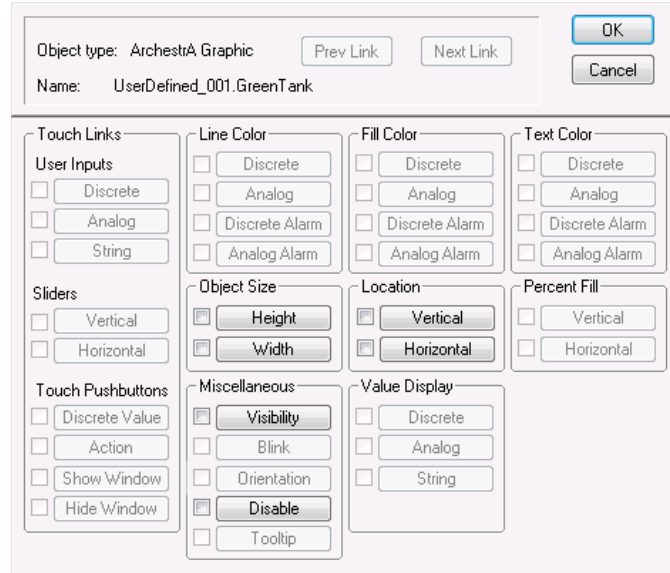 Object type: ArchestrA Graphic
Prev Link
Next Link
OK
Name: UserDefined_001.GreenTank
Cancel
Touch Links
User Inputs
Discrete
Analog
String
Sliders
Vertical
Horizontal
Touch Pushbuttons
Discrete Value
Action
Show Window
Hide Window
Line Color
Discrete
Analog
Discrete Alarm
Analog Alarm
Fill Color
Discrete
Analog
Discrete Alarm
Analog Alarm
Text Color
Discrete
Analog
Discrete Alarm
Analog Alarm
Object Size
Height
Width
Location
Vertical
Horizontal
Percent Fill
Vertical
Horizontal
Miscellaneous
Visibility
Blink
Orientation
Disable
Tooltip
Value Display
Discrete
Analog
String